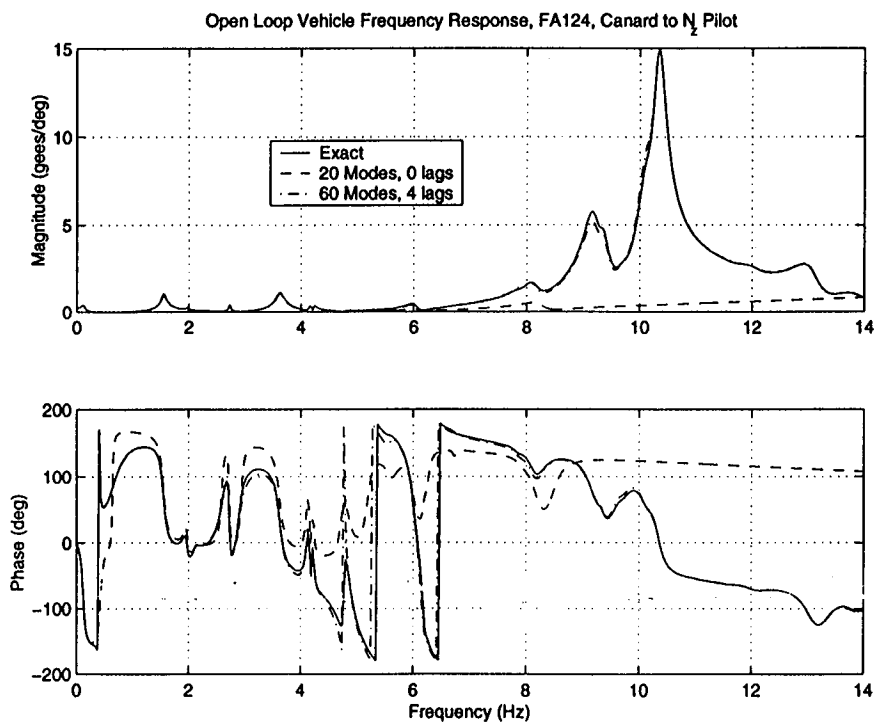 Open Loop Vehicle Frequency Response, FA124, Canard to N_z Pilot
15
10
5
0
Magnitude (gees/deg)
Exact
20 Modes, 0 lags
60 Modes, 4 lags
0 2 4 6 8 10 12 14
200
100
0
-100
-200
Phase (deg)
0 2 4 6 8 10 12 14
Frequency (Hz)